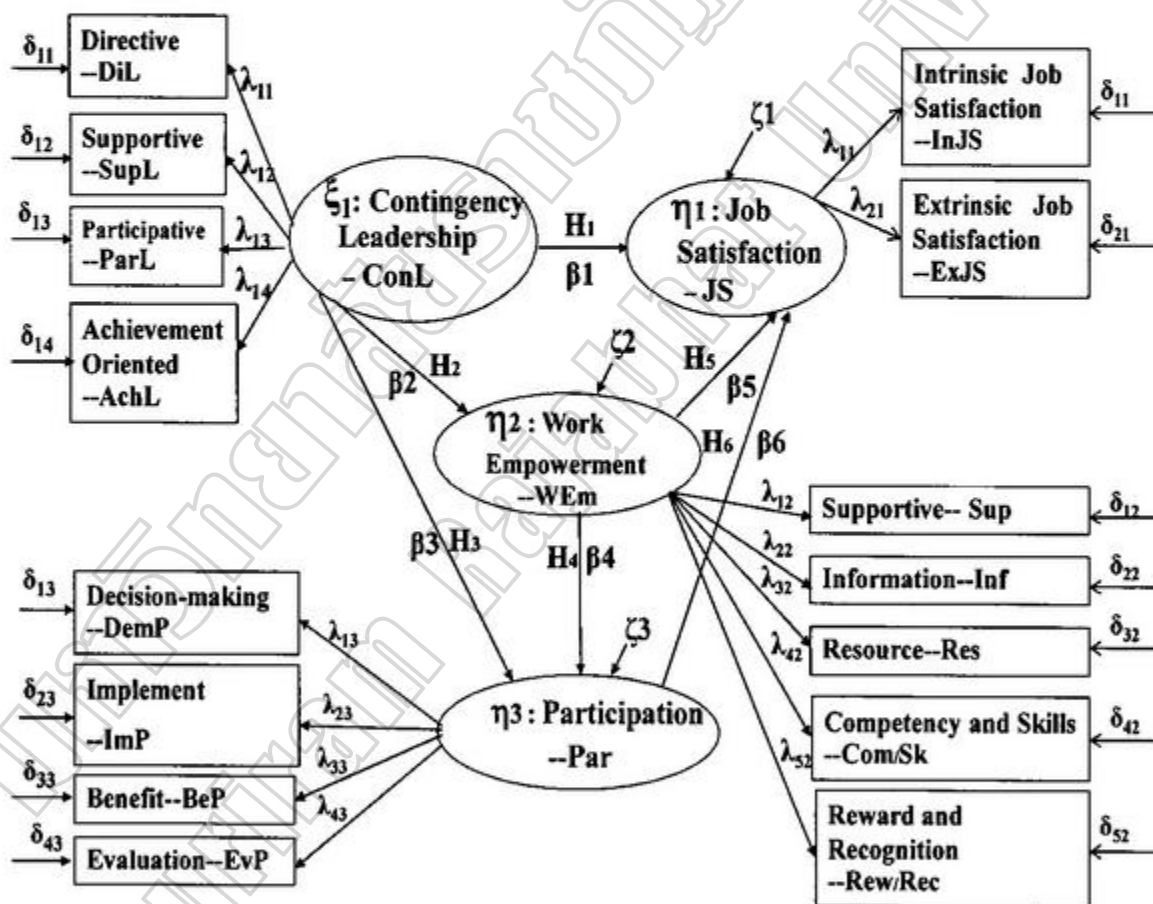 δ11
Directive
--DiL
λ11
δ12
Supportive
--SupL
λ12
δ13
Participative
--ParL
λ13
δ14
Achievement
Oriented
--AchL
λ14
ξ1: Contingency
Leadership
- ConL
H1
β1
ζ1
η1: Job
Satisfaction
- JS
λ11
Intrinsic Job
Satisfaction
--InJS
δ11
λ21
Extrinsic Job
Satisfaction
--ExJS
δ21
β2
H2
ζ2
H5
β5
η2: Work
Empowerment
--WEm
H6
β6
β3
H3
H4
β4
λ12
Supportive-- Sup
δ12
λ22
Information--Inf
δ22
λ32
Resource--Res
δ32
λ42
Competency and Skills
--Com/Sk
δ42
λ52
Reward and
Recognition
--Rew/Rec
δ52
ζ3
η3: Participation
--Par
δ13
Decision-making
--DemP
λ13
δ23
Implement
--ImP
λ23
δ33
Benefit--BeP
λ33
δ43
Evaluation--EvP
λ43